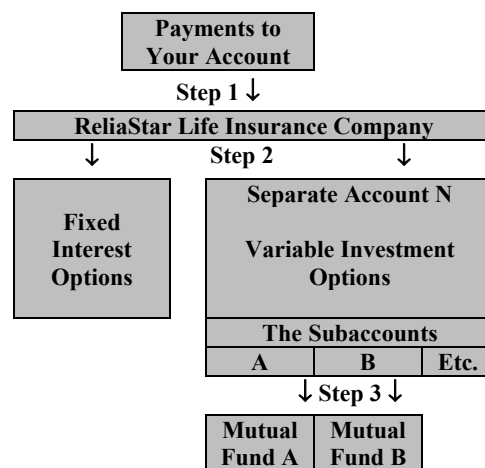 Payments to
Your Account
Step 1 ↓
ReliaStar Life Insurance Company
↓ Step 2 ↓
Fixed
Interest
Options
Separate Account N
Variable Investment
Options
The Subaccounts
A B Etc.
↓ Step 3 ↓
Mutual Mutual
Fund A Fund B